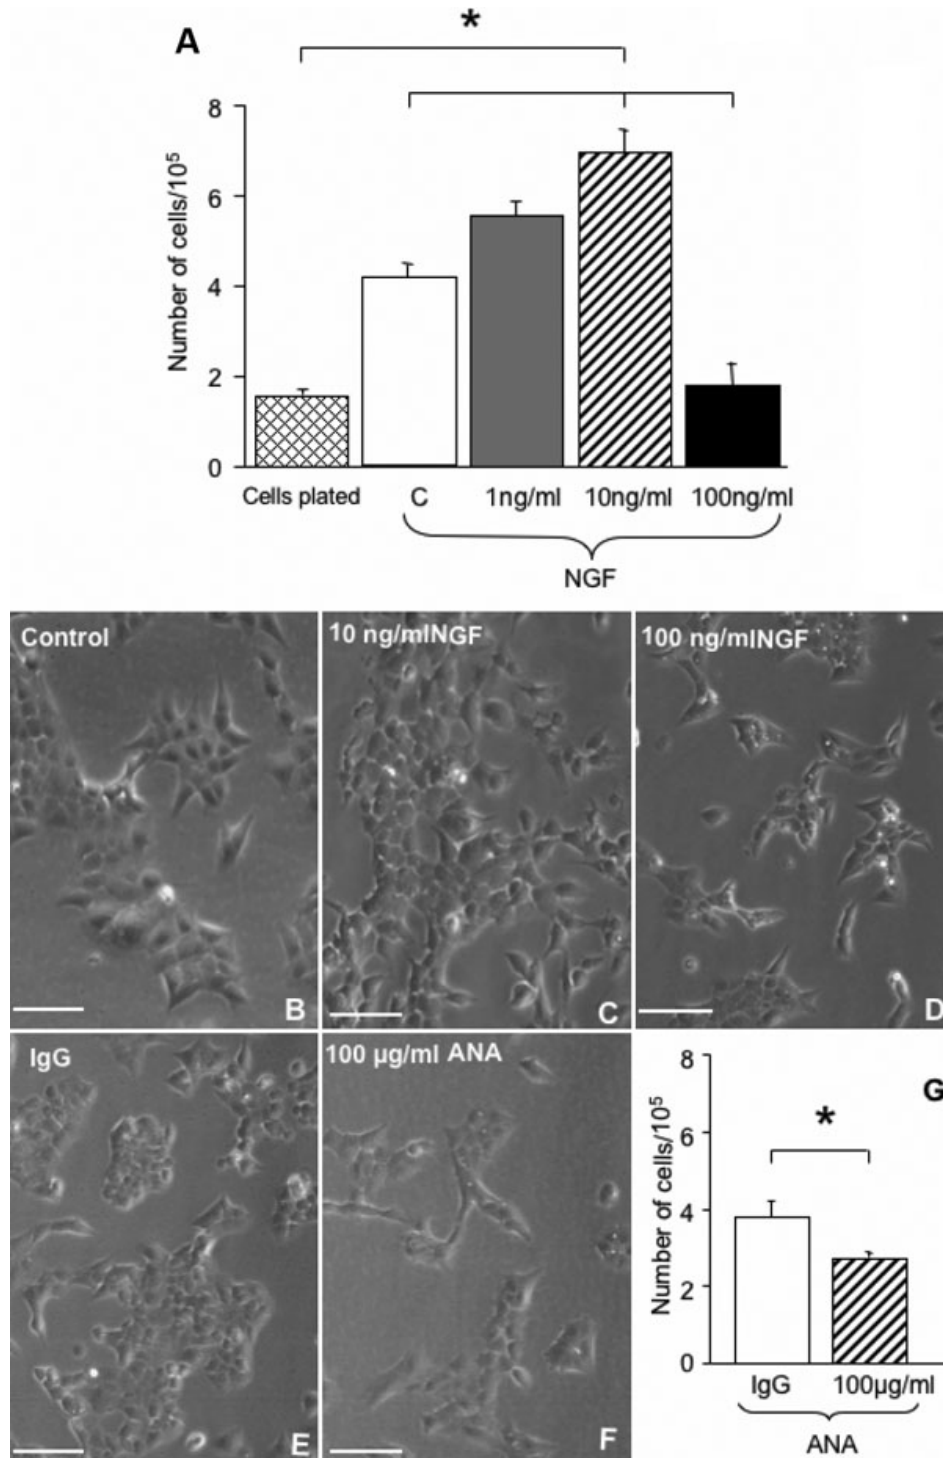 *
A
8
6
4
2
0
Number of cells/10⁵
Cells plated C 1ng/ml 10ng/ml 100ng/ml
NGF
Control
B
10 ng/mlNGF
C
100 ng/mlNGF
D
IgG
E
100 µg/ml ANA
F
G
*
8
6
4
2
0
Number of cells/10⁵
IgG 100µg/ml
ANA